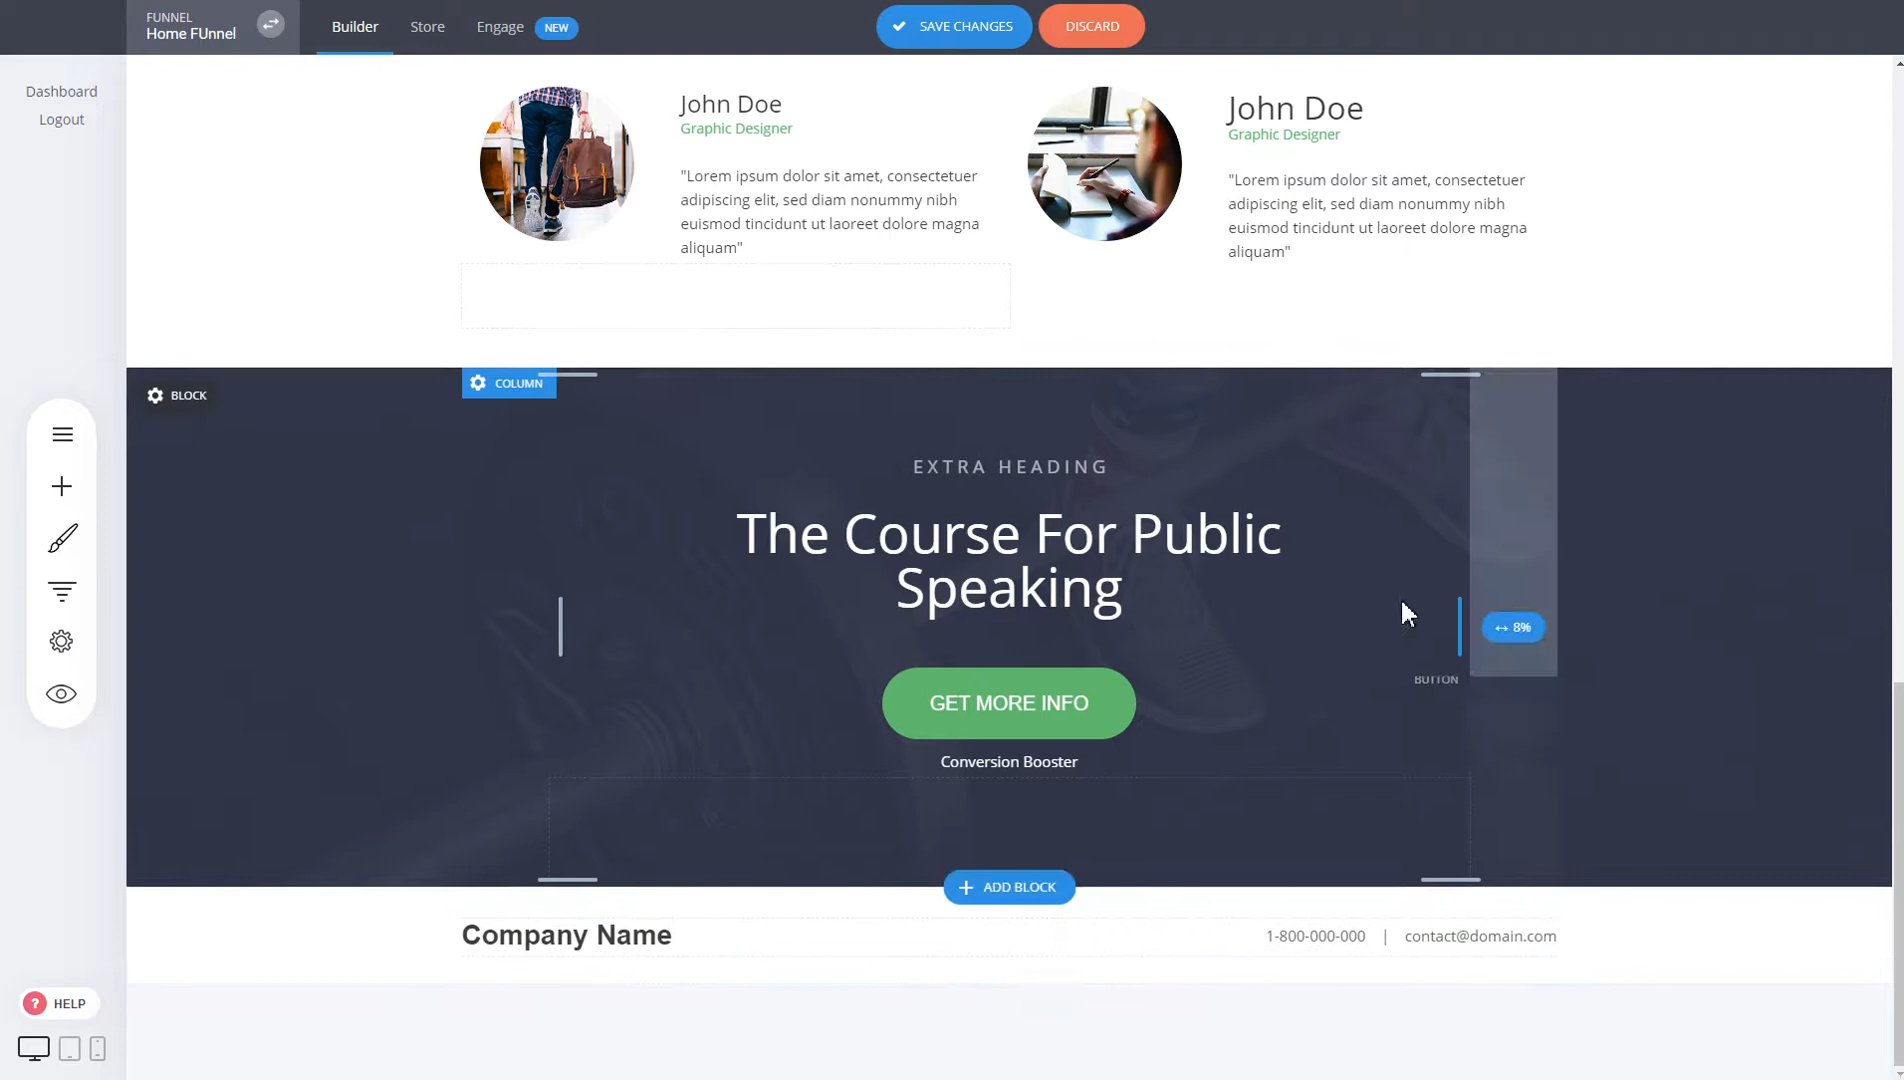 FUNNEL
Home FUnnel
Builder
Store
Engage
NEW
SAVE CHANGES
DISCARD
Dashboard
Logout
John Doe
Graphic Designer
"Lorem ipsum dolor sit amet, consectetuer
adipiscing elit, sed diam nonummy nibh
euismod tincidunt ut laoreet dolore magna
aliquam"
John Doe
Graphic Designer
"Lorem ipsum dolor sit amet, consectetuer
adipiscing elit, sed diam nonummy nibh
euismod tincidunt ut laoreet dolore magna
aliquam"
BLOCK
COLUMN
EXTRA HEADING
The Course For Public
Speaking
8%
BUTTON
GET MORE INFO
Conversion Booster
ADD BLOCK
Company Name
1-800-000-000 | contact@domain.com
? HELP